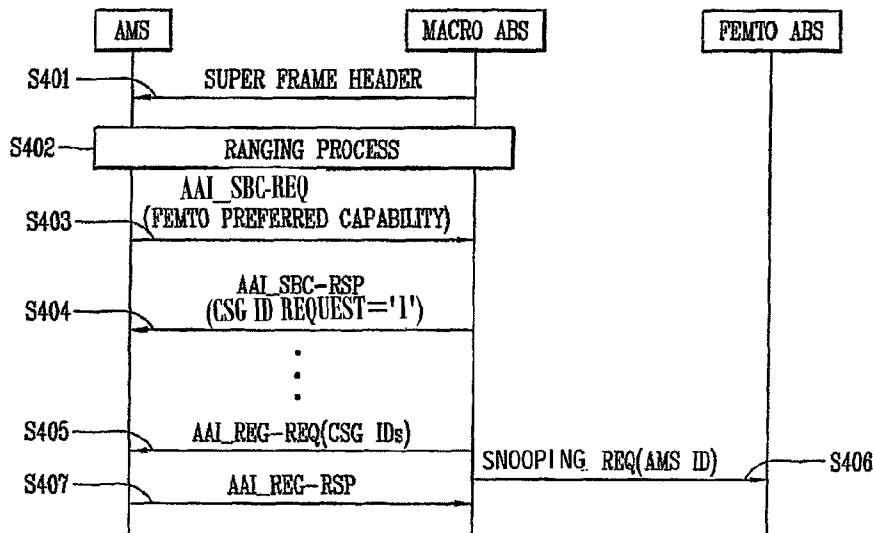 AMS MACRO ABS FEMTO ABS
S401 SUPER FRAME HEADER
S402 RANGING PROCESS
AAI_SBC-REQ
S403 (FEMTO PREFERRED CAPABILITY)
AAI_SBC-RSP
S404 (CSG ID REQUEST=='1')
S405 AAI_REG-REQ(CSG IDs)
SNOOPING REQ(AMS ID) S406
S407 AAI_REG-RSP